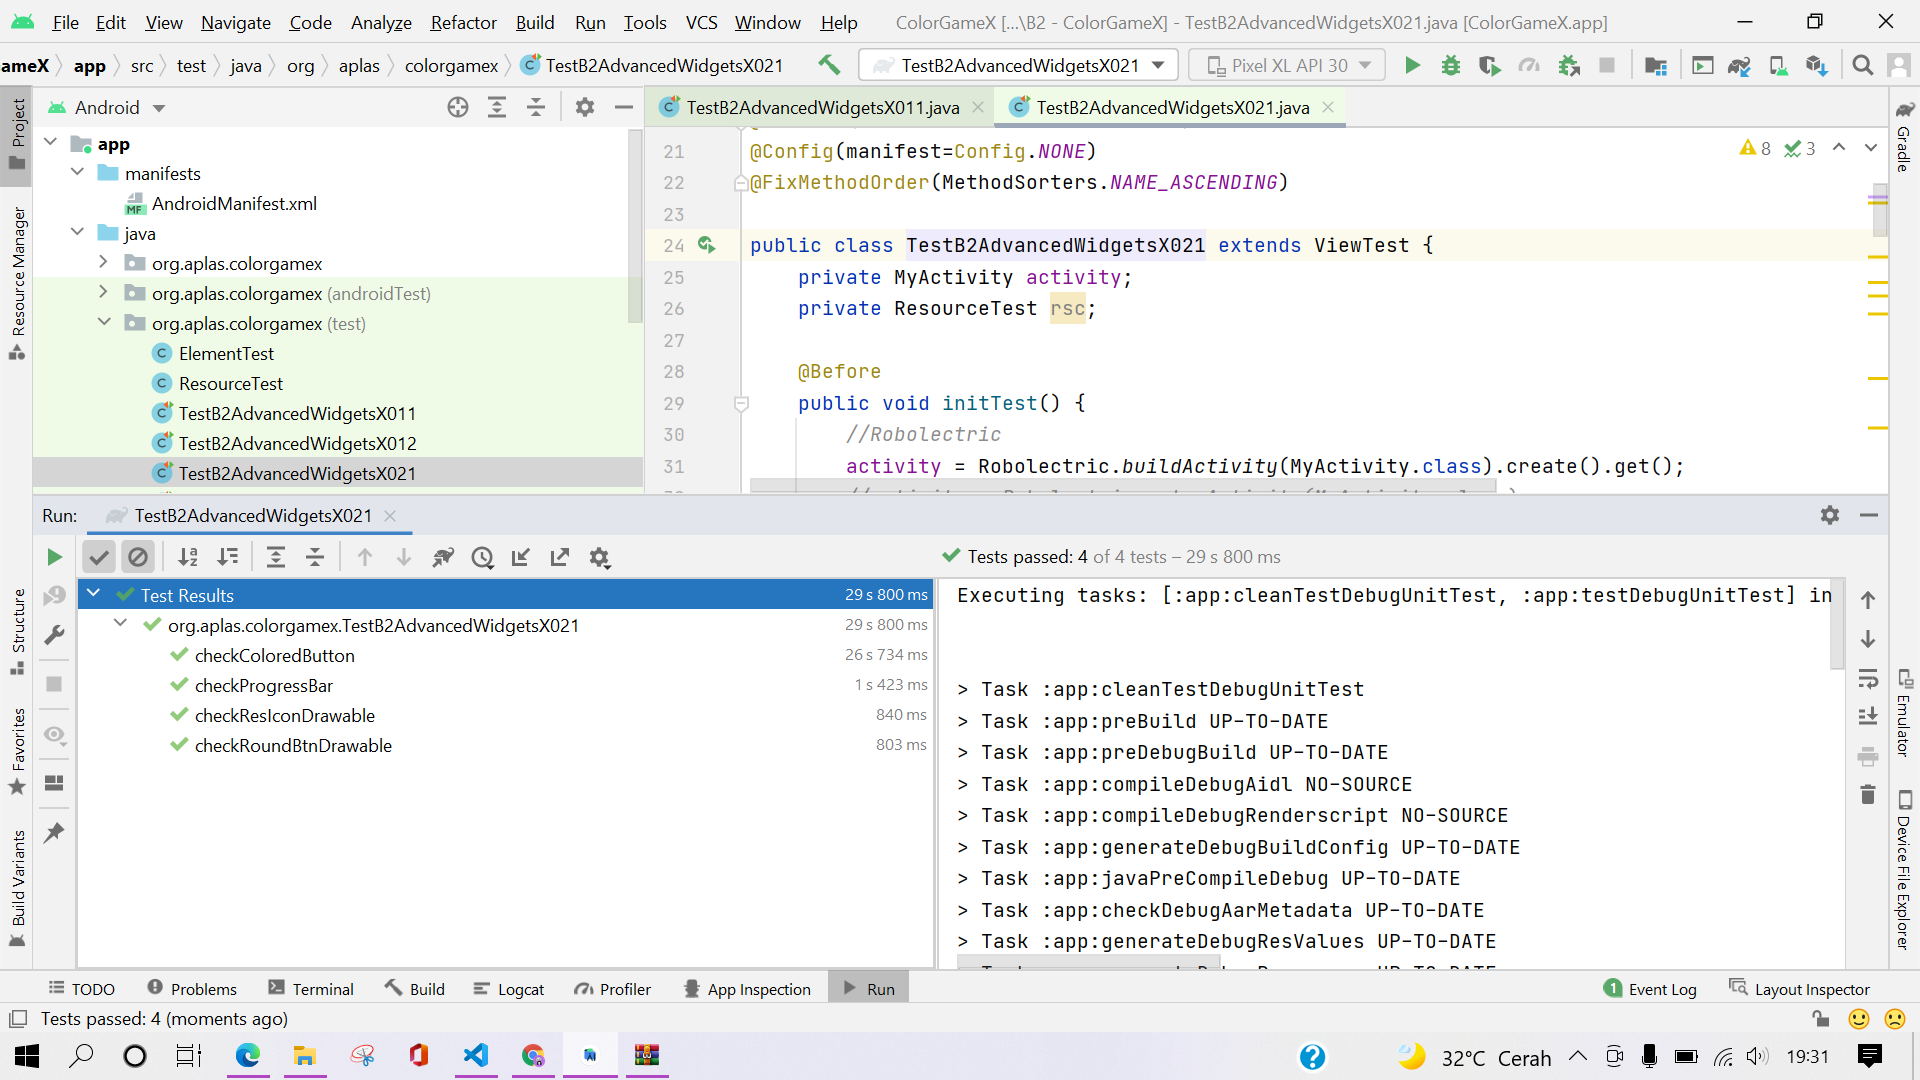 File Edit View Navigate Code Analyze Refactor Build Run Tools VCS Window Help ColorGameX [...\B2 - ColorGameX] - TestB2AdvancedWidgetsX021.java [ColorGameX.app]
ameX app src test java org aplas colorgamex TestB2AdvancedWidgetsX021 TestB2AdvancedWidgetsX021 Pixel XL API 30
Android
TestB2AdvancedWidgetsX011.java TestB2AdvancedWidgetsX021.java
Project
Resource Manager
Structure
Favorites
Build Variants
app
manifests
AndroidManifest.xml
java
org.aplas.colorgamex
org.aplas.colorgamex (androidTest)
org.aplas.colorgamex (test)
ElementTest
ResourceTest
TestB2AdvancedWidgetsX011
TestB2AdvancedWidgetsX012
TestB2AdvancedWidgetsX021
8 3
21 @Config(manifest=Config.NONE)
22 @FixMethodOrder(MethodSorters.NAME_ASCENDING)
23
24 public class TestB2AdvancedWidgetsX021 extends ViewTest {
25 private MyActivity activity;
26 private ResourceTest rsc;
27
28 @Before
29 public void initTest() {
30 //Robolectric
31 activity = Robolectric.buildActivity(MyActivity.class).create().get();
Gradle
Emulator
Device File Explorer
Run: TestB2AdvancedWidgetsX021
Tests passed: 4 of 4 tests – 29 s 800 ms
Test Results 29 s 800 ms
org.aplas.colorgamex.TestB2AdvancedWidgetsX021 29 s 800 ms
checkColoredButton 26 s 734 ms
checkProgressBar 1 s 423 ms
checkResIconDrawable 840 ms
checkRoundBtnDrawable 803 ms
Executing tasks: [:app:cleanTestDebugUnitTest, :app:testDebugUnitTest] in
> Task :app:cleanTestDebugUnitTest
> Task :app:preBuild UP-TO-DATE
> Task :app:preDebugBuild UP-TO-DATE
> Task :app:compileDebugAidl NO-SOURCE
> Task :app:compileDebugRenderscript NO-SOURCE
> Task :app:generateDebugBuildConfig UP-TO-DATE
> Task :app:javaPreCompileDebug UP-TO-DATE
> Task :app:checkDebugAarMetadata UP-TO-DATE
> Task :app:generateDebugResValues UP-TO-DATE
TODO Problems Terminal Build Logcat Profiler App Inspection Run 1 Event Log Layout Inspector
Tests passed: 4 (moments ago)
32°C Cerah 19:31